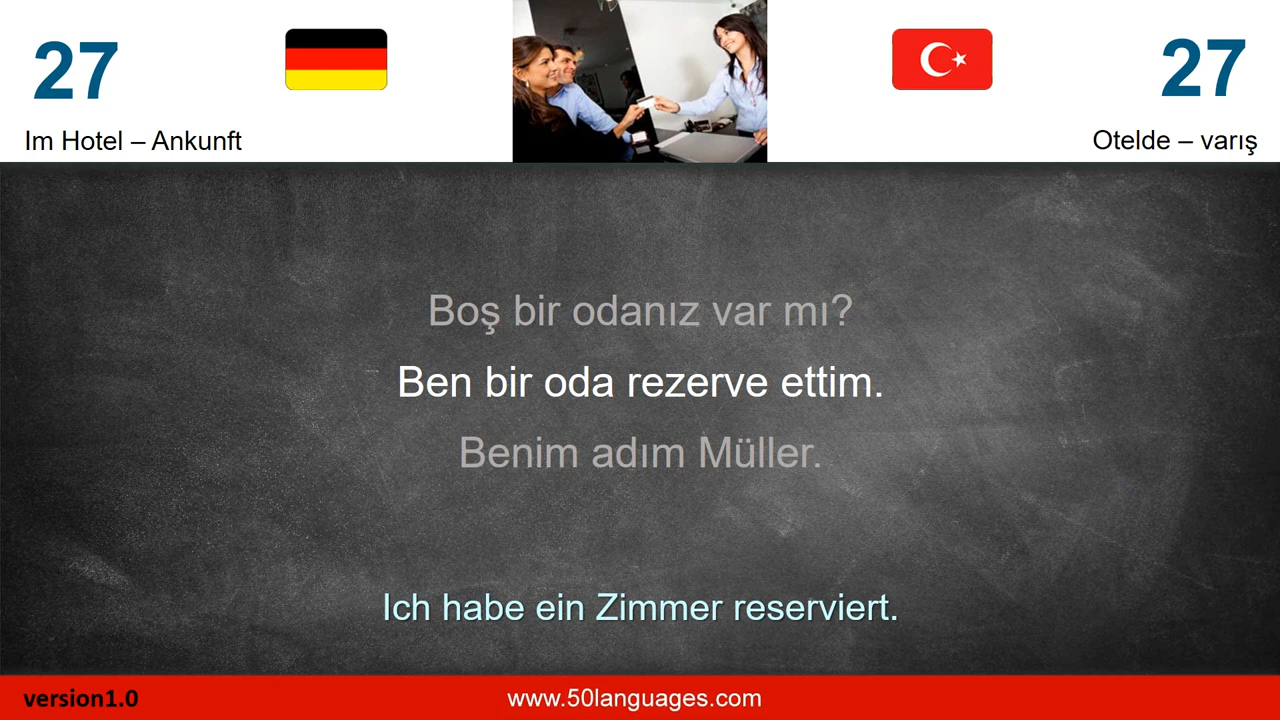 27
27
Im Hotel – Ankunft
Otelde – varış
Boş bir odanız var mı?
Ben bir oda rezerve ettim.
Benim adım Müller.
Ich habe ein Zimmer reserviert.
version1.0
www.50languages.com